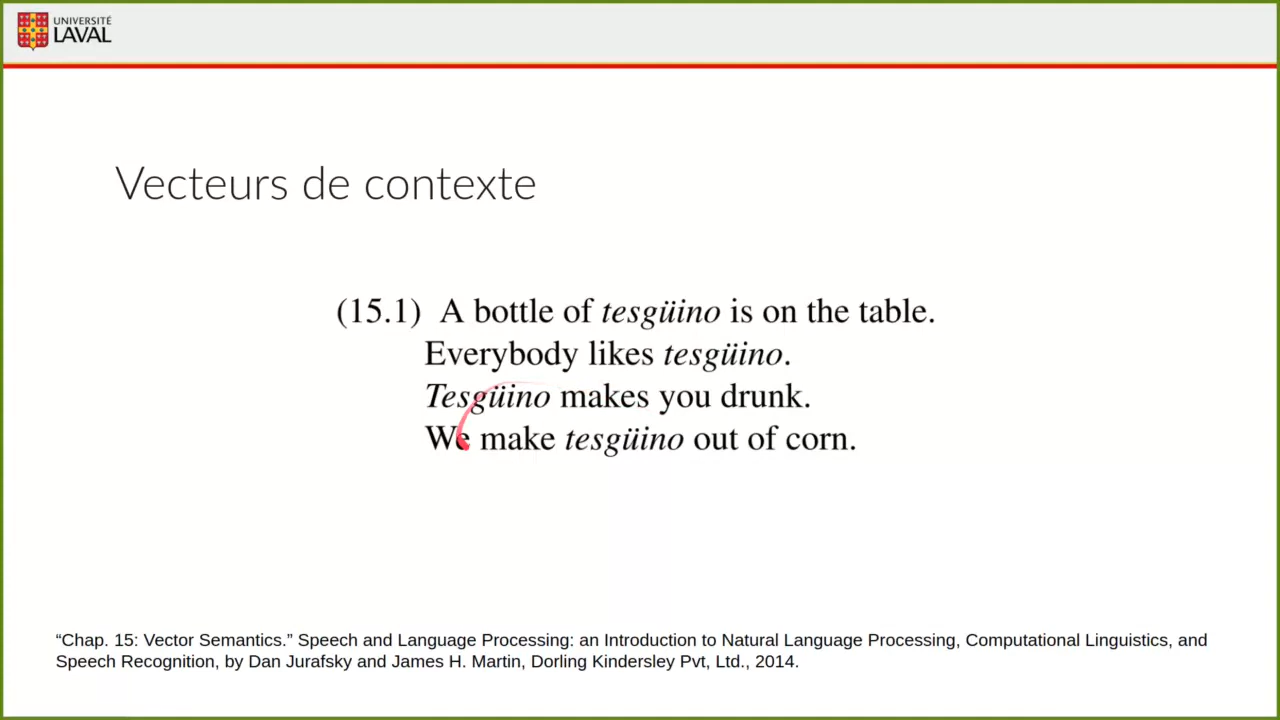 UNIVERSITÉ
LAVAL
Vecteurs de contexte
(15.1) A bottle of tesgüino is on the table.
Everybody likes tesgüino.
Tesgüino makes you drunk.
We make tesgüino out of corn.
“Chap. 15: Vector Semantics.” Speech and Language Processing: an Introduction to Natural Language Processing, Computational Linguistics, and
Speech Recognition, by Dan Jurafsky and James H. Martin, Dorling Kindersley Pvt, Ltd., 2014.